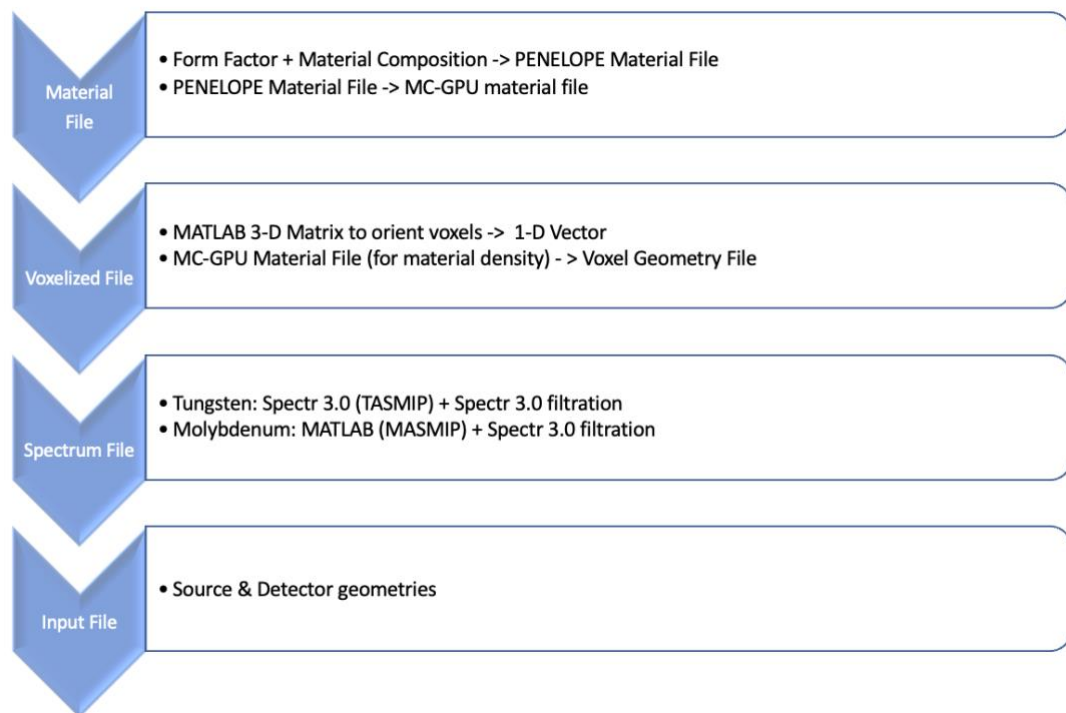 Material
File
• Form Factor + Material Composition -> PENELOPE Material File
• PENELOPE Material File -> MC-GPU material file
Voxelized File
• MATLAB 3-D Matrix to orient voxels -> 1-D Vector
• MC-GPU Material File (for material density) - > Voxel Geometry File
Spectrum File
• Tungsten: Spectr 3.0 (TASMIP) + Spectr 3.0 filtration
• Molybdenum: MATLAB (MASMIP) + Spectr 3.0 filtration
Input File
• Source & Detector geometries